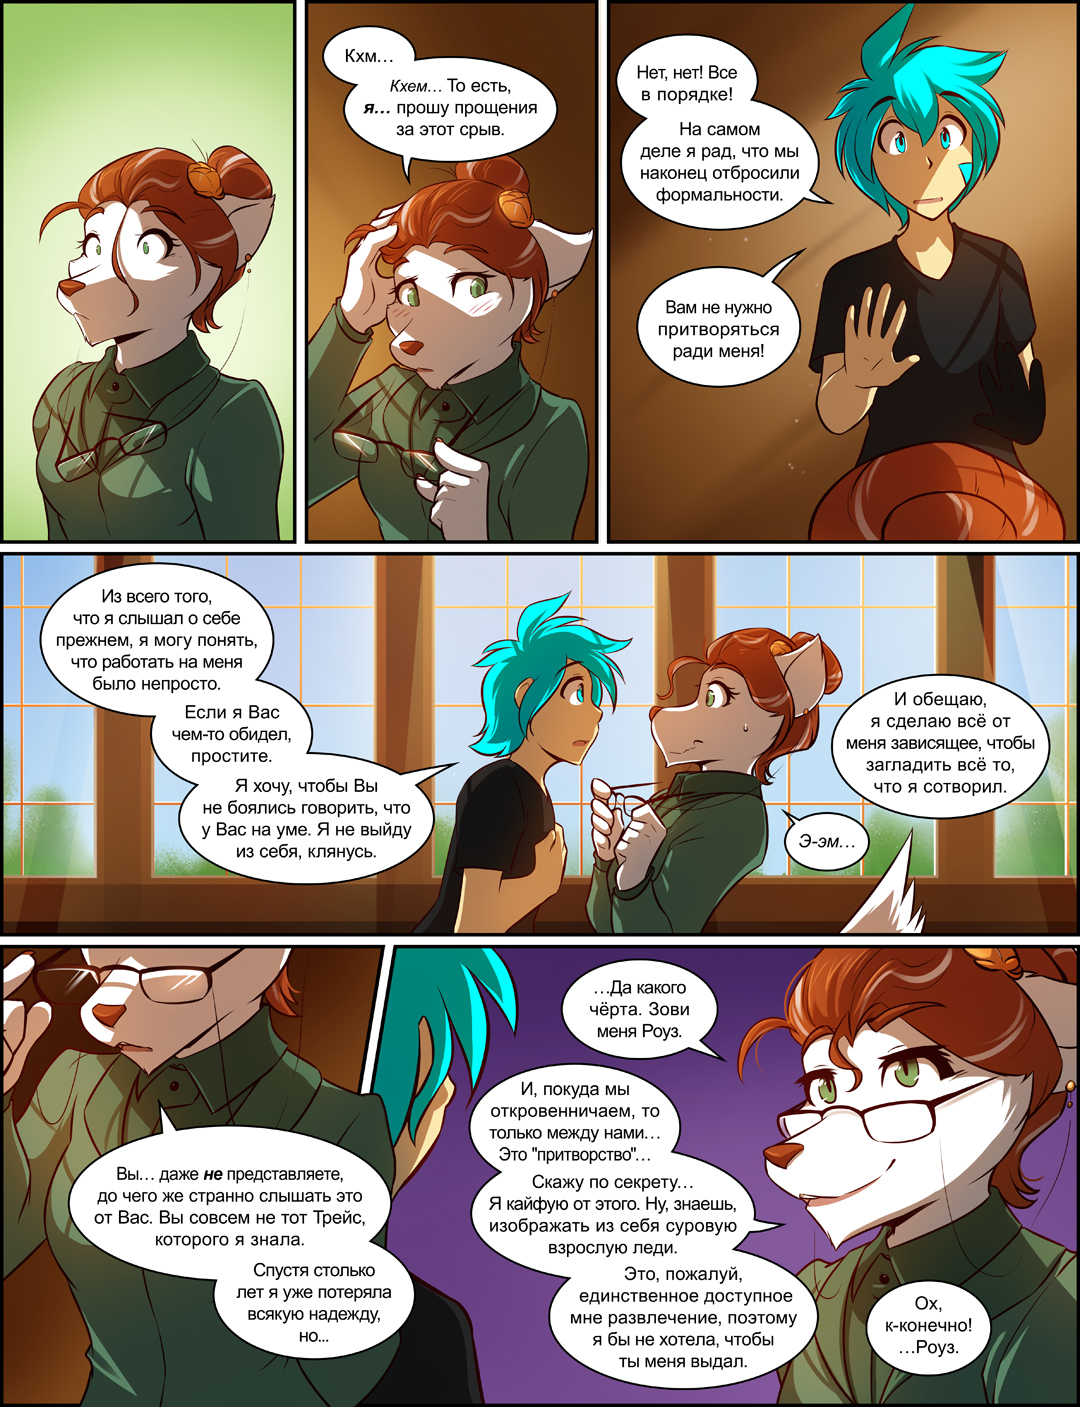 Кхм…
Кхем… То есть,
я… прошу прощения
за этот срыв.
Нет, нет! Все
в порядке!
На самом
деле я рад, что мы
наконец отбросили
формальности.
Вам не нужно
притворяться
ради меня!
Из всего того,
что я слышал о себе
прежнем, я могу понять,
что работать на меня
было непросто.
Если я Вас
чем-то обидел,
простите.
Я хочу, чтобы Вы
не боялись говорить, что
у Вас на уме. Я не выйду
из себя, клянусь.
И обещаю,
я сделаю всё от
меня зависящее, чтобы
загладить всё то,
что я сотворил.
Э-эм…
Вы… даже не представляете,
до чего же странно слышать это
от Вас. Вы совсем не тот Трейс,
которого я знала.
Спустя столько
лет я уже потеряла
всякую надежду,
но...
…Да какого
чёрта. Зови
меня Роуз.
И, покуда мы
откровенничаем, то
только между нами…
Это "притворство"…
Скажу по секрету…
Я кайфую от этого. Ну, знаешь,
изображать из себя суровую
взрослую леди.
Это, пожалуй,
единственное доступное
мне развлечение, поэтому
я бы не хотела, чтобы
ты меня выдал.
Ох,
к-конечно!
…Роуз.